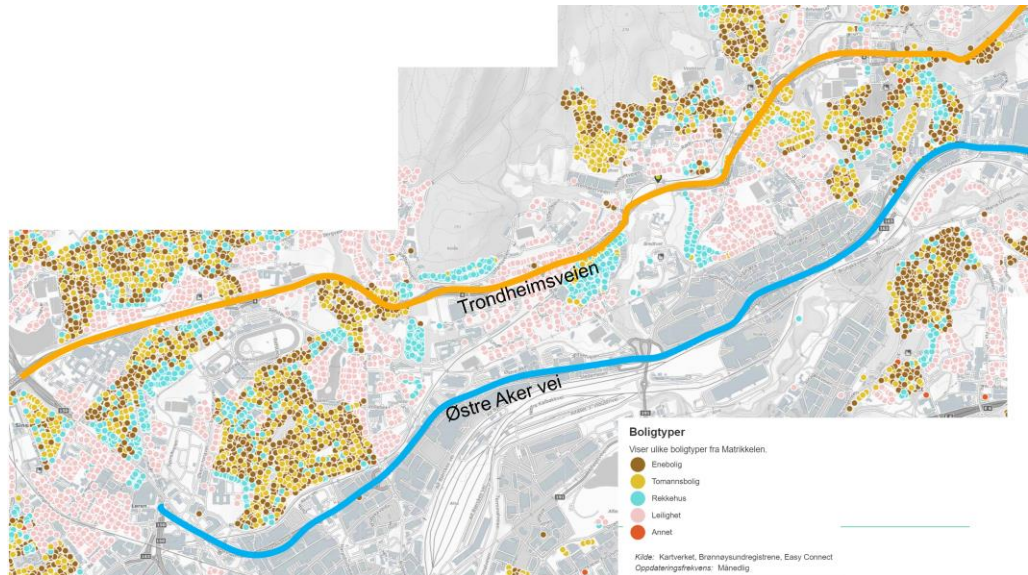 Trondheimsveien
Østre Aker vei
Boligtyper
Viser ulike boligtyper fra Matrikkelen.
Enebolig
Tomannsbolig
Rekkehus
Leilighet
Annet
Kilde: Kartverket, Brønnøysundregistrene, Easy Connect
Oppdateringsfrekvens: Månedlig